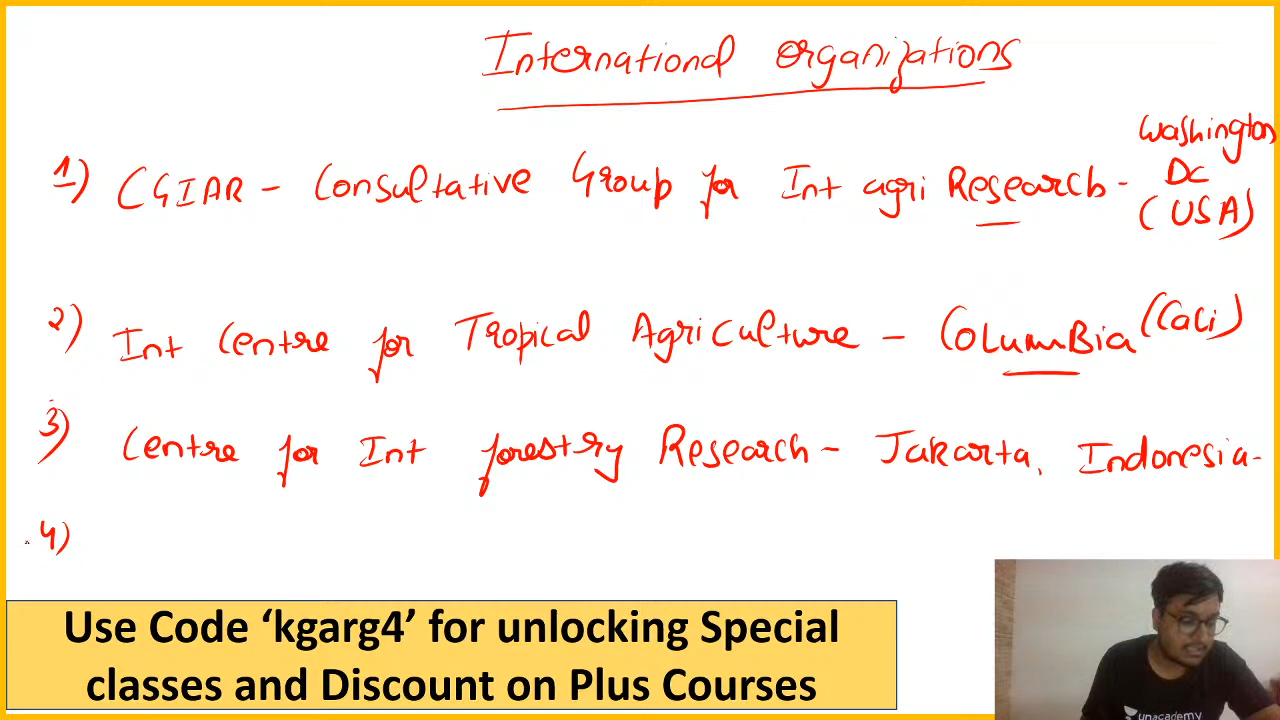 International organizations
1) CGIAR - Consultative Group for Int agri Research - Washington DC (USA)
2) Int Centre for Tropical Agriculture - Columbia (Cali)
3) Centre for Int forestry Research - Jakarta, Indonesia-
4)
Use Code ‘kgarg4’ for unlocking Special
classes and Discount on Plus Courses
unacademy